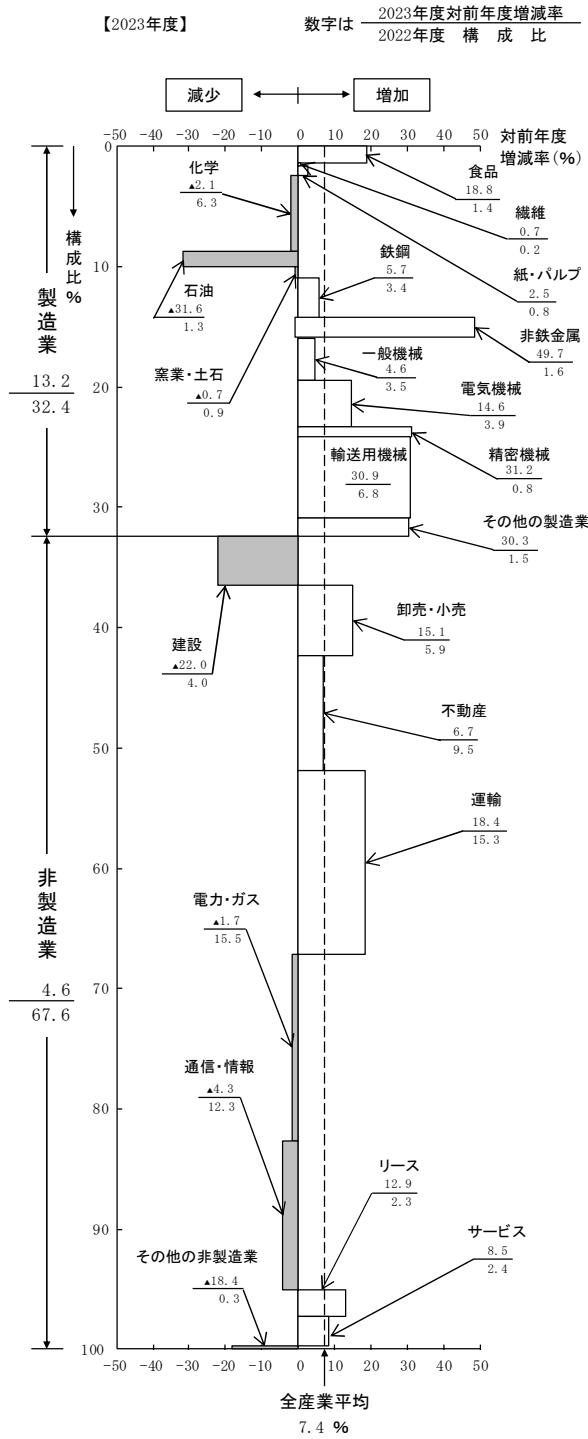 【2023年度】
数字は 2023年度対前年度増減率
2022年度 構成比
減少
増加
-50 -40 -30 -20 -10 0 10 20 30 40 50
対前年度
増減率(%)
0
10
20
30
40
50
60
70
80
90
100
構成比%
製造業
13.2
32.4
非製造業
4.6
67.6
食品
18.8
1.4
繊維
0.7
0.2
紙・パルプ
2.5
0.8
化学
▲2.1
6.3
石油
▲31.6
1.3
窯業・土石
▲0.7
0.9
鉄鋼
5.7
3.4
非鉄金属
49.7
1.6
一般機械
4.6
3.5
電気機械
14.6
3.9
精密機械
31.2
0.8
輸送用機械
30.9
6.8
その他の製造業
30.3
1.5
建設
▲22.0
4.0
卸売・小売
15.1
5.9
不動産
6.7
9.5
運輸
18.4
15.3
電力・ガス
▲1.7
15.5
通信・情報
▲4.3
12.3
リース
12.9
2.3
サービス
8.5
2.4
その他の非製造業
▲18.4
0.3
-50 -40 -30 -20 -10 0 10 20 30 40 50
全産業平均
7.4 %